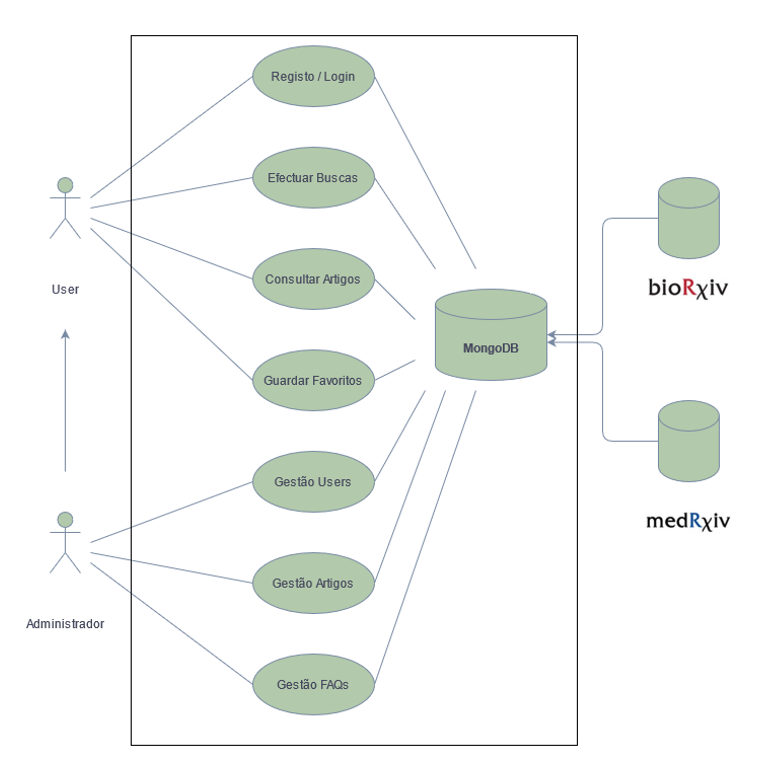 Registo / Login
Efectuar Buscas
User
Consultar Artigos
bioRχiv
MongoDB
Guardar Favoritos
Gestão Users
medRχiv
Gestão Artigos
Administrador
Gestão FAQs